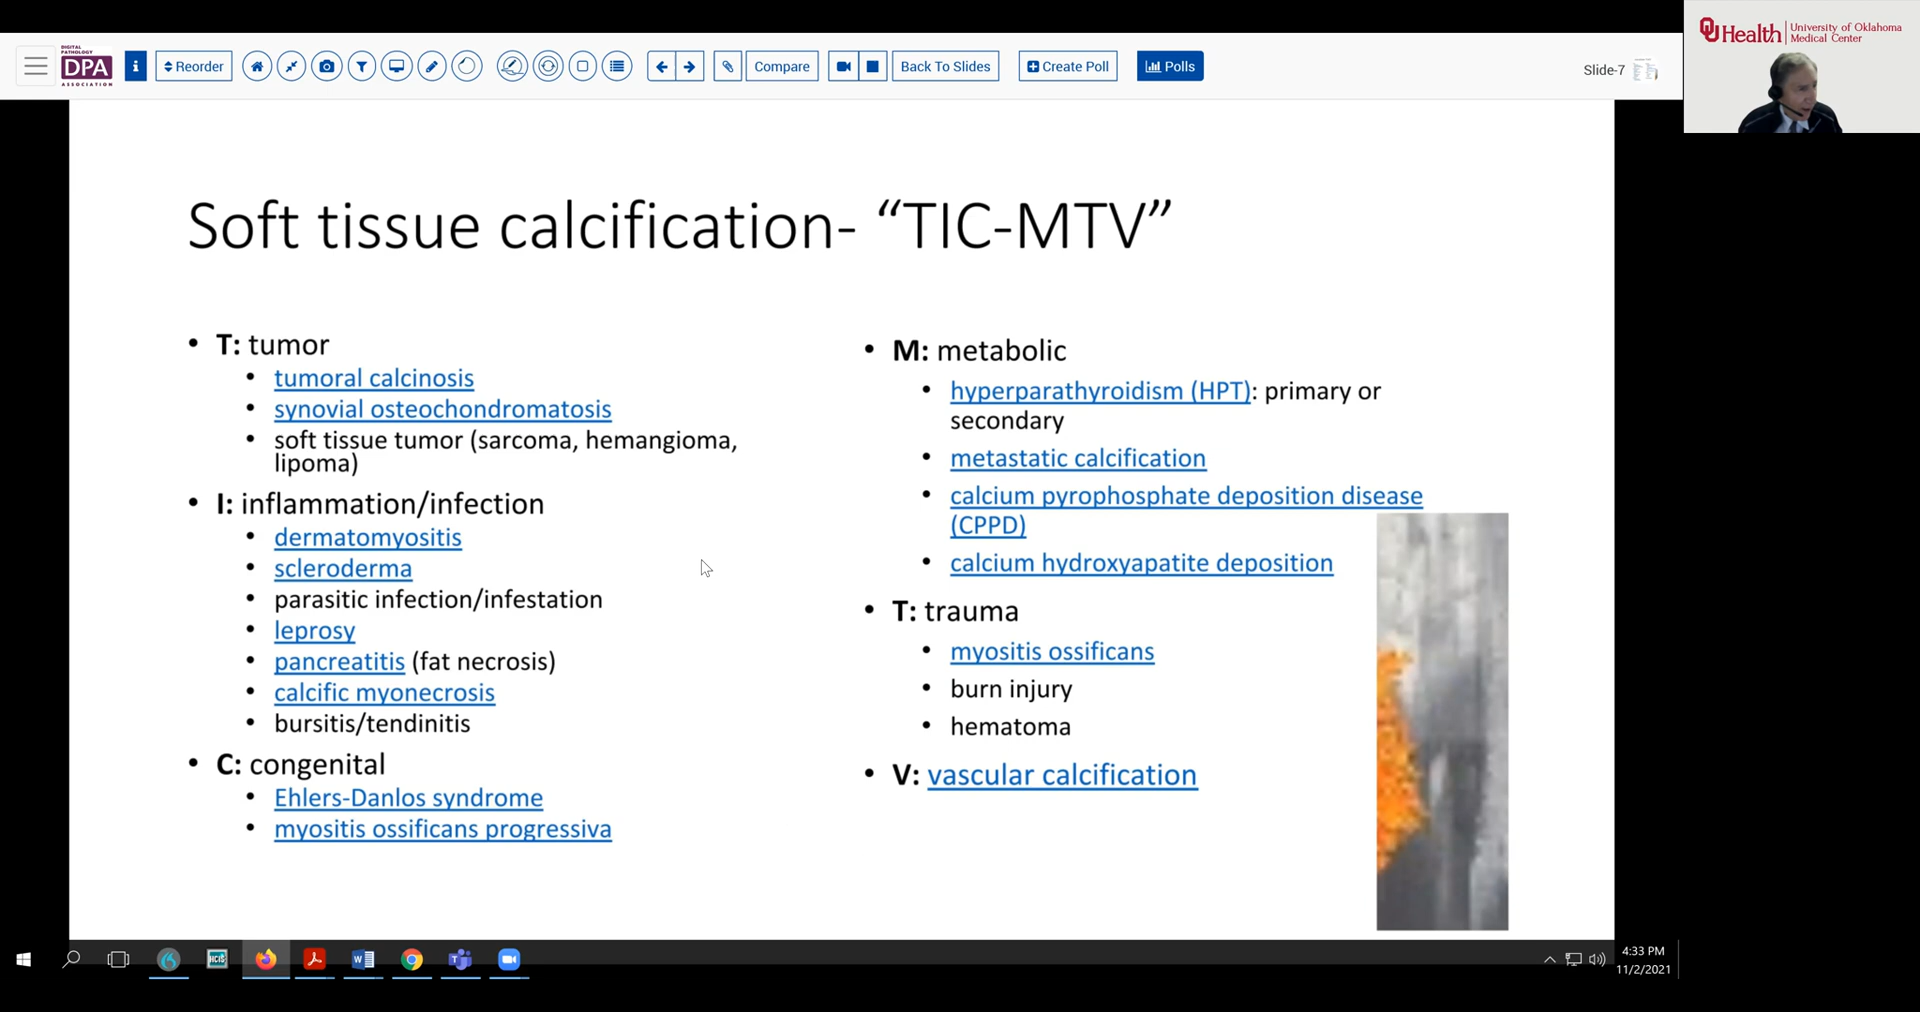 DIGITAL
PATHOLOGY
DPA
ASSOCIATION
i
Reorder
Compare
Back To Slides
Create Poll
Polls
Slide-7
OU Health | University of Oklahoma
Medical Center
Soft tissue calcification- “TIC-MTV”
• T: tumor
• tumoral calcinosis
• synovial osteochondromatosis
• soft tissue tumor (sarcoma, hemangioma,
lipoma)
• I: inflammation/infection
• dermatomyositis
• scleroderma
• parasitic infection/infestation
• leprosy
• pancreatitis (fat necrosis)
• calcific myonecrosis
• bursitis/tendinitis
• C: congenital
• Ehlers-Danlos syndrome
• myositis ossificans progressiva
• M: metabolic
• hyperparathyroidism (HPT): primary or
secondary
• metastatic calcification
• calcium pyrophosphate deposition disease
(CPPD)
• calcium hydroxyapatite deposition
• T: trauma
• myositis ossificans
• burn injury
• hematoma
• V: vascular calcification
HCIS
4:33 PM
11/2/2021